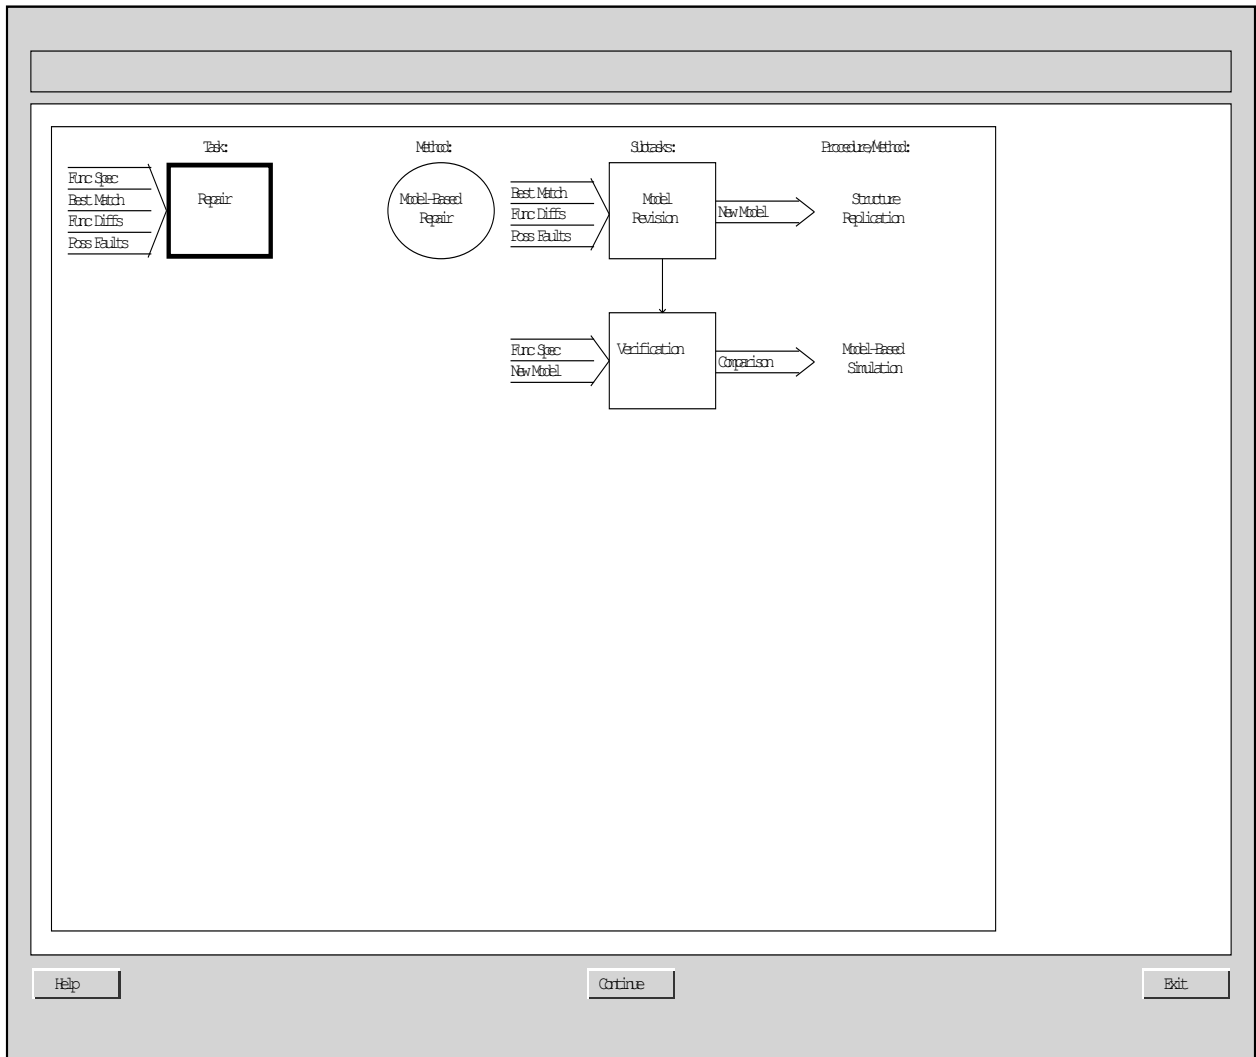 Task:
Method:
Subtasks:
Procedure/Method:
Func Spec
Best Match
Func Diffs
Poss Faults
Repair
Model-Based
Repair
Best Match
Func Diffs
Poss Faults
Model
Revision
New Model
Structure
Replication
Func Spec
New Model
Verification
Comparison
Model-Based
Simulation
Help
Continue
Exit